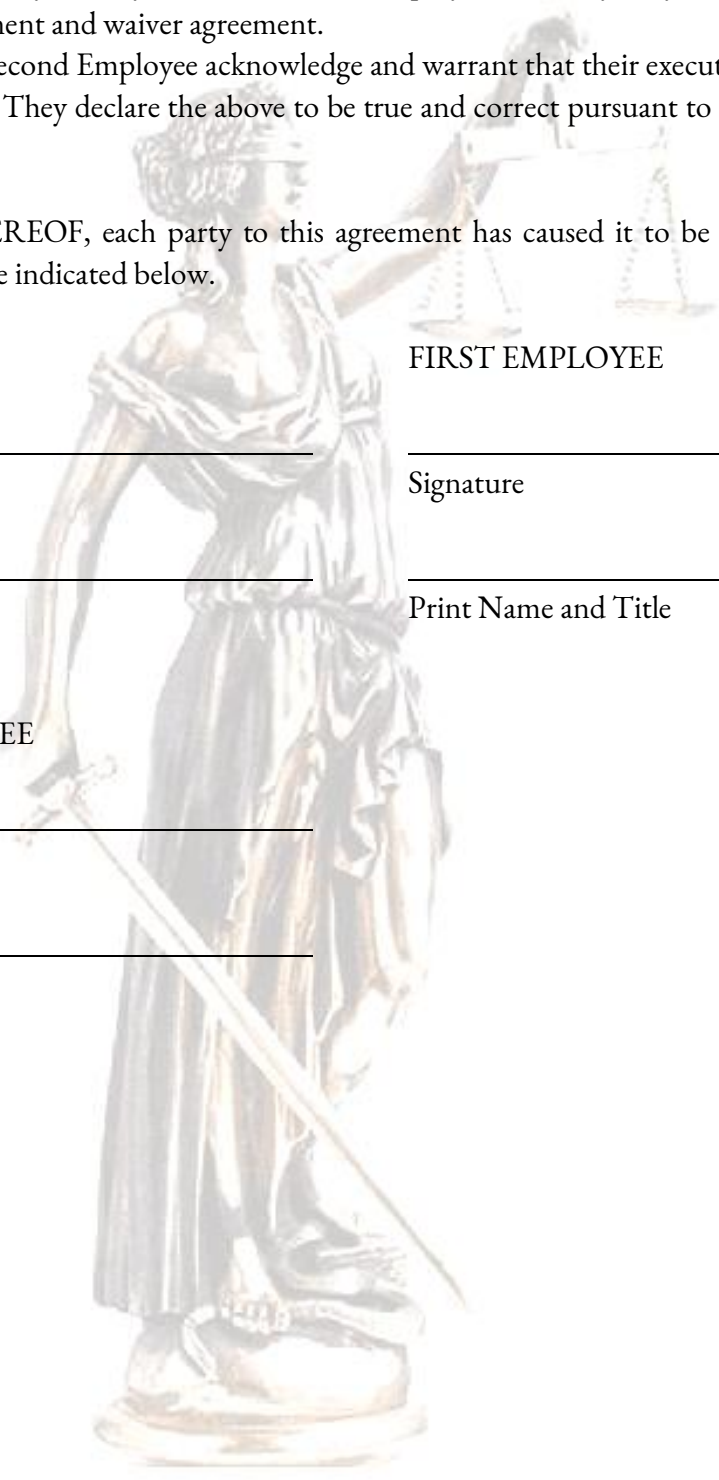 ent and waiver agreement.
econd Employee acknowledge and warrant that their execut
They declare the above to be true and correct pursuant to
EREOF, each party to this agreement has caused it to be
e indicated below.
FIRST EMPLOYEE
Signature
Print Name and Title
EE